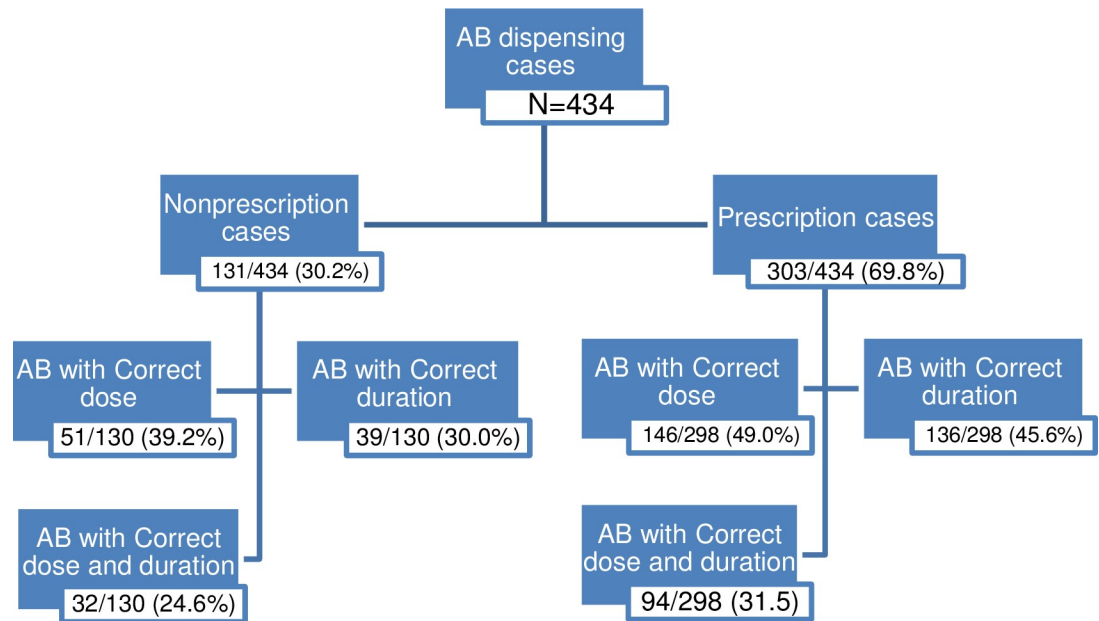 AB dispensing
cases
N=434
Nonprescription
cases
131/434 (30.2%)
Prescription cases
303/434 (69.8%)
AB with Correct
dose
51/130 (39.2%)
AB with Correct
duration
39/130 (30.0%)
AB with Correct
dose
146/298 (49.0%)
AB with Correct
duration
136/298 (45.6%)
AB with Correct
dose and duration
32/130 (24.6%)
AB with Correct
dose and duration
94/298 (31.5)